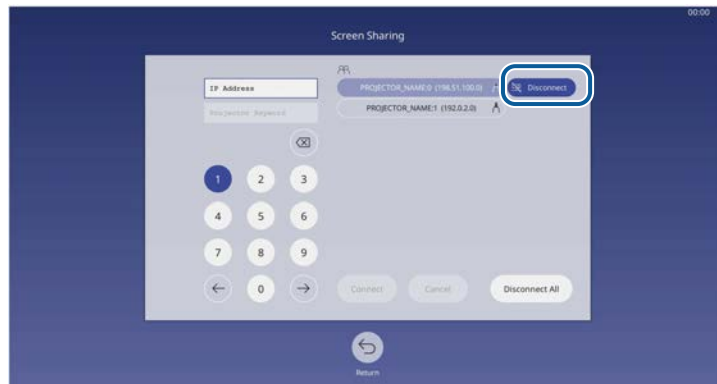 00:00
Screen Sharing
IP Address
Projector Keyword
PROJECTOR_NAME:0 (198.51.100.0)
Disconnect
PROJECTOR_NAME:1 (192.0.2.0)
1 2 3
4 5 6
7 8 9
0
Connect Cancel Disconnect All
Return